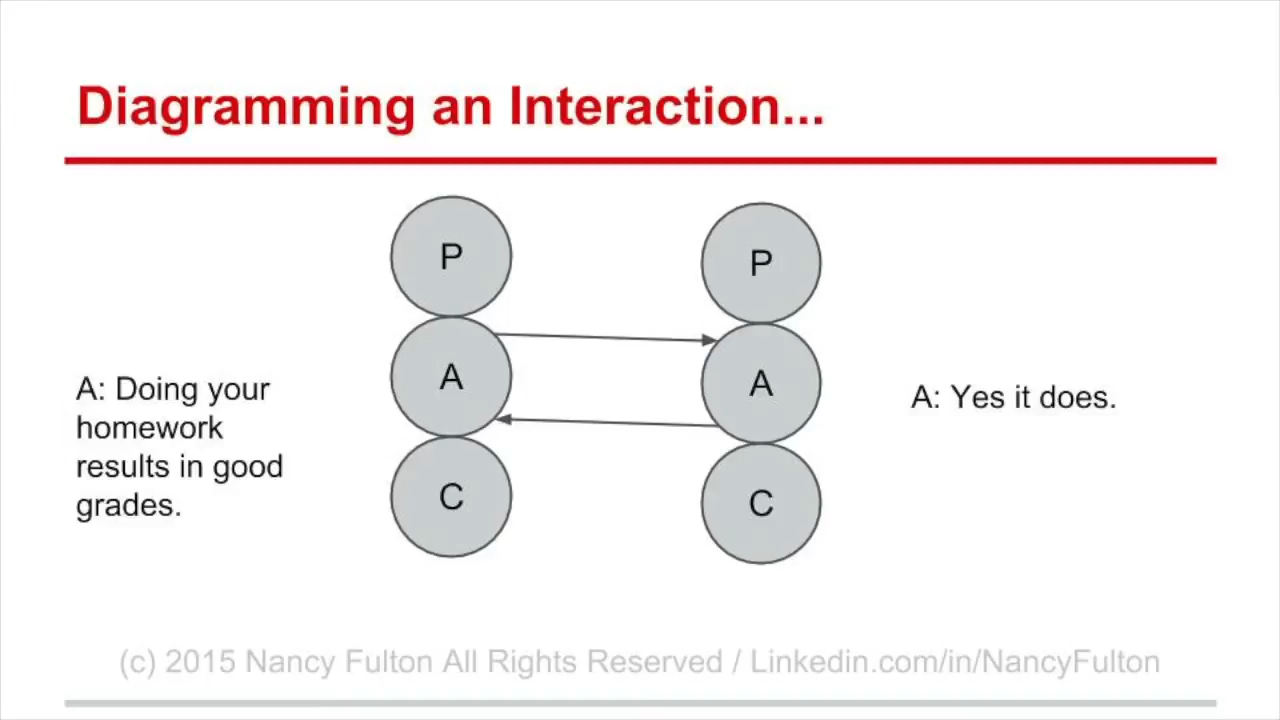 Diagramming an Interaction...
P
P
A
A
A: Doing your
homework
results in good
grades.
A: Yes it does.
C
C
(c) 2015 Nancy Fulton All Rights Reserved / Linkedin.com/in/NancyFulton